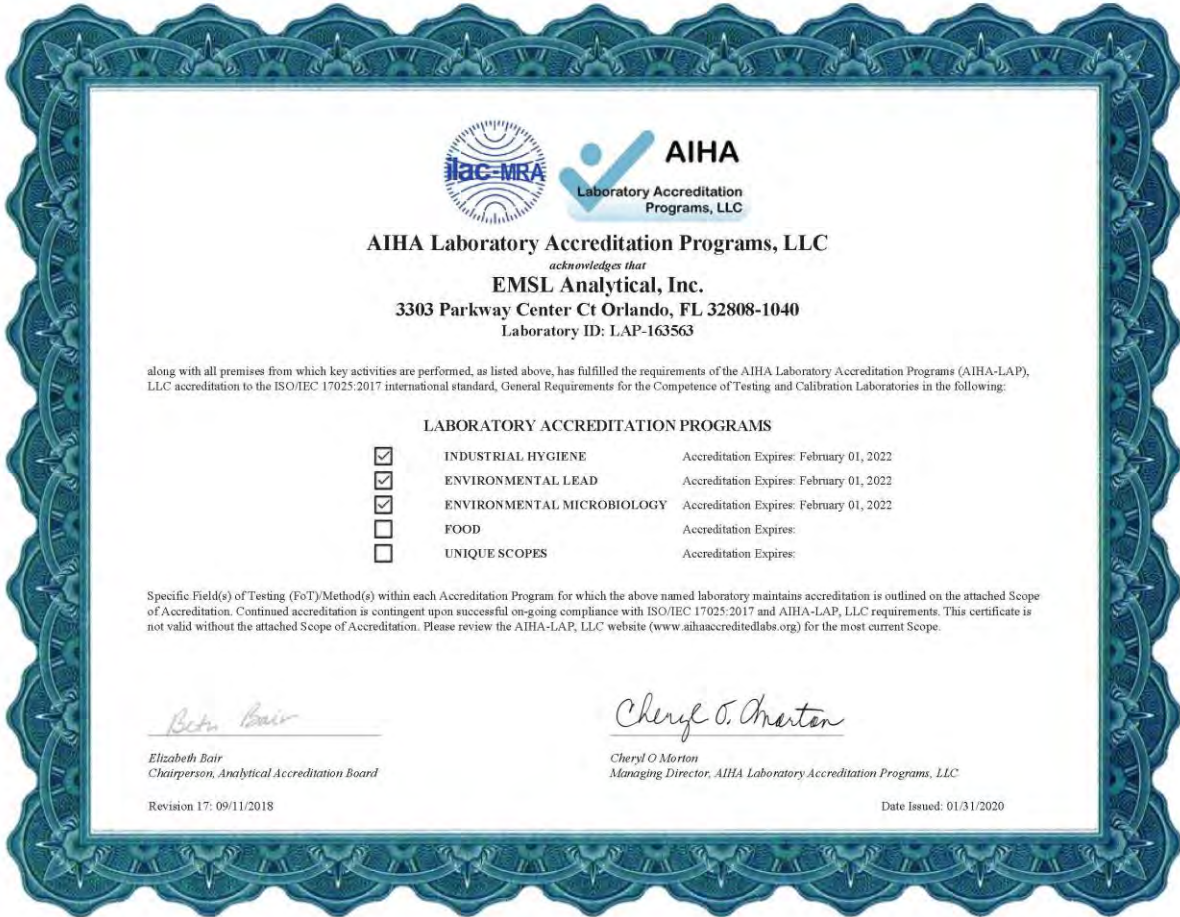 ilac-MRA
AIHA
Laboratory Accreditation
Programs, LLC
AIHA Laboratory Accreditation Programs, LLC
acknowledges that
EMSL Analytical, Inc.
3303 Parkway Center Ct Orlando, FL 32808-1040
Laboratory ID: LAP-163563
along with all premises from which key activities are performed, as listed above, has fulfilled the requirements of the AIHA Laboratory Accreditation Programs (AIHA-LAP),
LLC accreditation to the ISO/IEC 17025:2017 international standard, General Requirements for the Competence of Testing and Calibration Laboratories in the following:
LABORATORY ACCREDITATION PROGRAMS
INDUSTRIAL HYGIENE Accreditation Expires: February 01, 2022
ENVIRONMENTAL LEAD Accreditation Expires: February 01, 2022
ENVIRONMENTAL MICROBIOLOGY Accreditation Expires: February 01, 2022
FOOD Accreditation Expires:
UNIQUE SCOPES Accreditation Expires:
Specific Field(s) of Testing (FoT)/Method(s) within each Accreditation Program for which the above named laboratory maintains accreditation is outlined on the attached Scope
of Accreditation. Continued accreditation is contingent upon successful on-going compliance with ISO/IEC 17025:2017 and AIHA-LAP, LLC requirements. This certificate is
not valid without the attached Scope of Accreditation. Please review the AIHA-LAP, LLC website (www.aihaaccreditedlabs.org) for the most current Scope.
Beth Bair Cheryl O. Morton
Elizabeth Bair Cheryl O Morton
Chairperson, Analytical Accreditation Board Managing Director, AIHA Laboratory Accreditation Programs, LLC
Revision 17: 09/11/2018 Date Issued: 01/31/2020